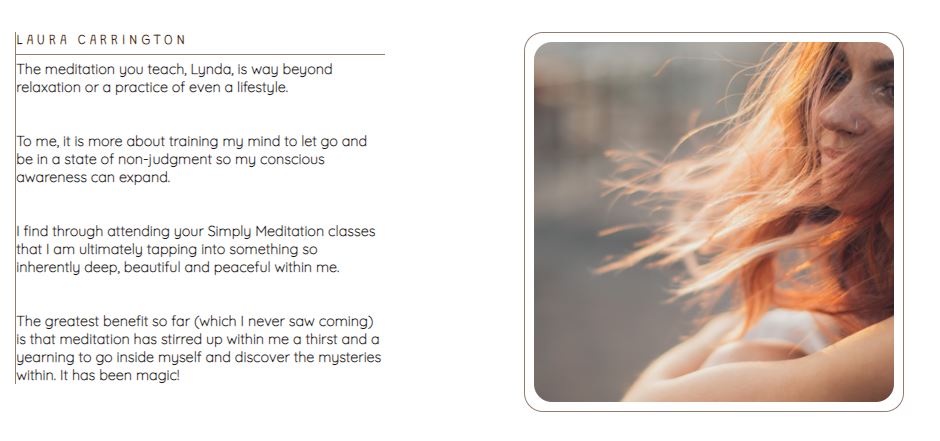 LAURA CARRINGTON
The meditation you teach, Lynda, is way beyond
relaxation or a practice of even a lifestyle.
To me, it is more about training my mind to let go and
be in a state of non-judgment so my conscious
awareness can expand.
I find through attending your Simply Meditation classes
that I am ultimately tapping into something so
inherently deep, beautiful and peaceful within me.
The greatest benefit so far (which I never saw coming)
is that meditation has stirred up within me a thirst and a
yearning to go inside myself and discover the mysteries
within. It has been magic!